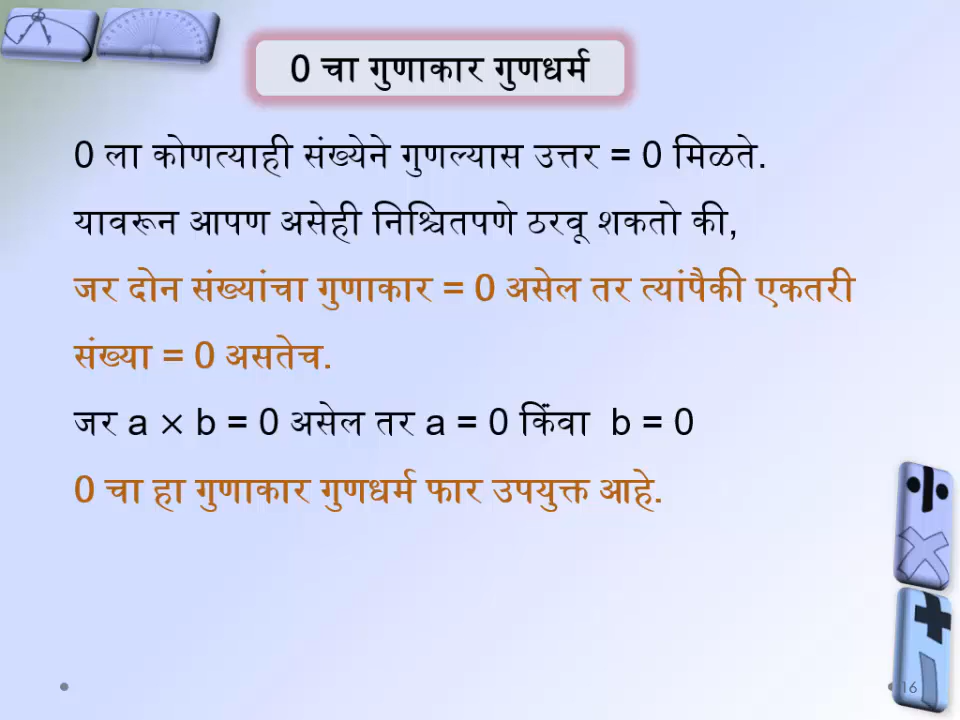 0 चा गुणाकार गुणधर्म
0 ला कोणत्याही संख्येने गुणल्यास उत्तर = 0 मिळते.
यावरून आपण असेही निश्चितपणे ठरवू शकतो की,
जर दोन संख्यांचा गुणाकार = 0 असेल तर त्यांपैकी एकतरी
संख्या = 0 असतेच.
जर a × b = 0 असेल तर a = 0 किंवा b = 0
0 चा हा गुणाकार गुणधर्म फार उपयुक्त आहे.
16